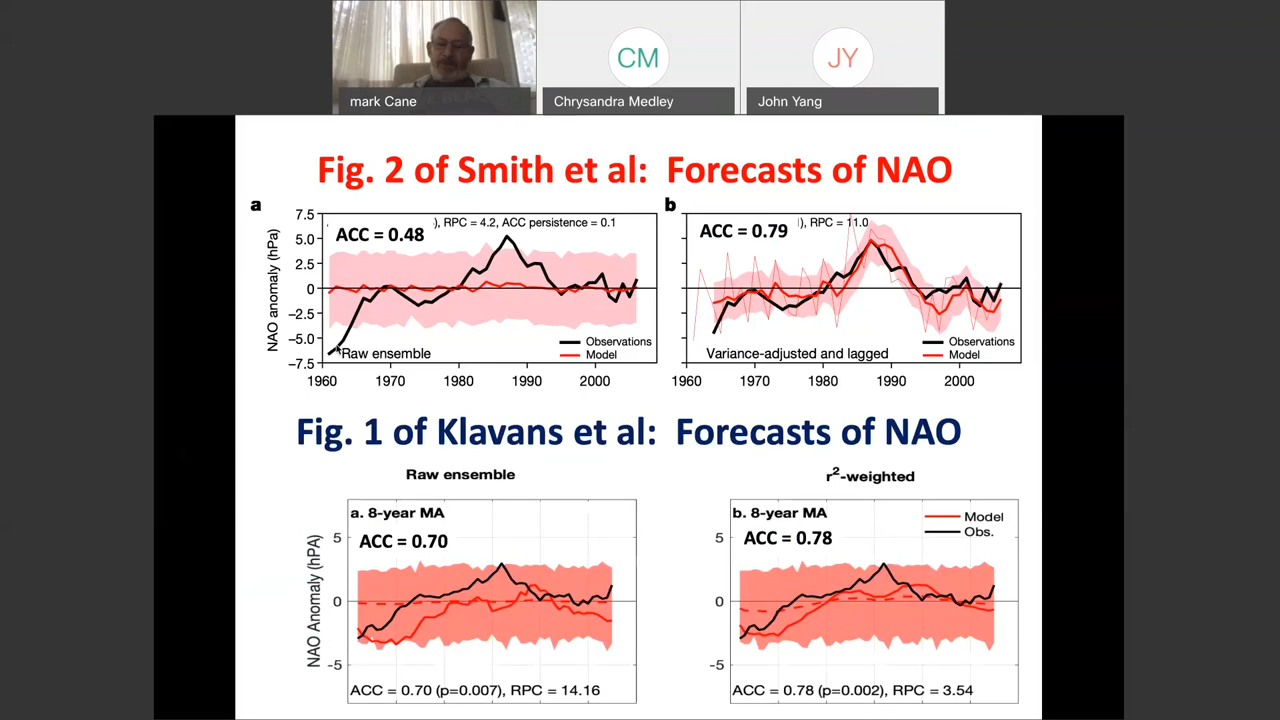 CM
JY
mark Cane
Chrysandra Medley
John Yang
Fig. 2 of Smith et al: Forecasts of NAO
a
), RPC = 4.2, ACC persistence = 0.1
ACC = 0.48
NAO anomaly (hPa)
7.5
5.0
2.5
0
−2.5
−5.0
−7.5
Observations
Model
Raw ensemble
1960 1970 1980 1990 2000
b
), RPC = 11.0
ACC = 0.79
Observations
Model
Variance-adjusted and lagged
1960 1970 1980 1990 2000
Fig. 1 of Klavans et al: Forecasts of NAO
Raw ensemble
a. 8-year MA
ACC = 0.70
NAO Anomaly (hPA)
5
0
-5
ACC = 0.70 (p=0.007), RPC = 14.16
r²-weighted
b. 8-year MA
ACC = 0.78
Model
Obs.
5
0
-5
ACC = 0.78 (p=0.002), RPC = 3.54